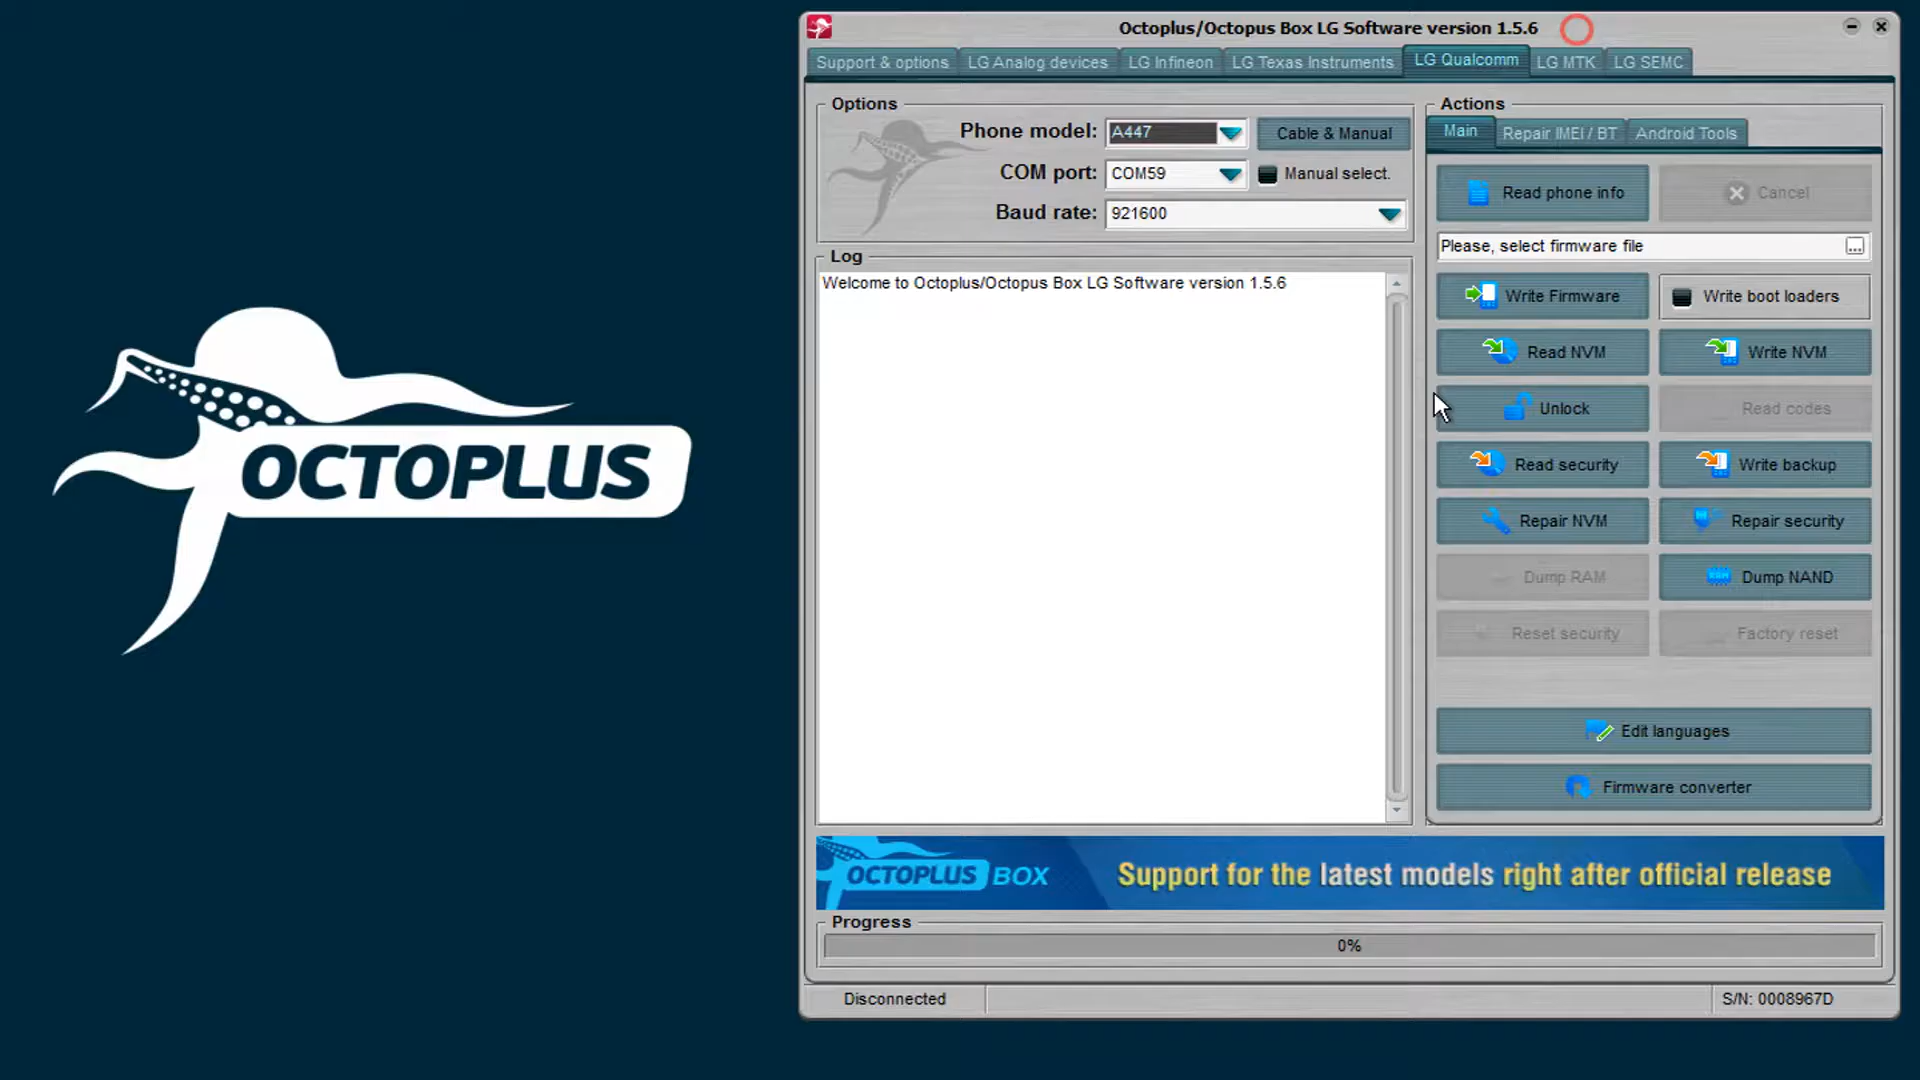 OCTOPLUS
Octoplus/Octopus Box LG Software version 1.5.6
Support & options
LG Analog devices
LG Infineon
LG Texas Instruments
LG Qualcomm
LG MTK
LG SEMC
Options
Phone model:
A447
Cable & Manual
COM port:
COM59
Manual select.
Baud rate:
921600
Log
Welcome to Octoplus/Octopus Box LG Software version 1.5.6
Actions
Main
Repair IMEI / BT
Android Tools
Read phone info
Cancel
Please, select firmware file
...
Write Firmware
Write boot loaders
Read NVM
Write NVM
Unlock
Read codes
Read security
Write backup
Repair NVM
Repair security
Dump RAM
Dump NAND
Reset security
Factory reset
Edit languages
Firmware converter
OCTOPLUS BOX
Support for the latest models right after official release
Progress
0%
Disconnected
S/N: 0008967D